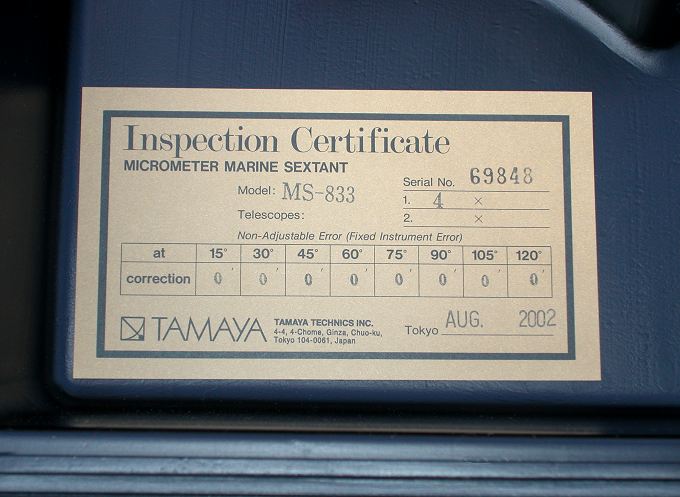 Inspection Certificate
MICROMETER MARINE SEXTANT
Model: MS-833
Serial No. 69848
1. 4 ×
Telescopes:
2. ×
Non-Adjustable Error (Fixed Instrument Error)
at 15° 30° 45° 60° 75° 90° 105° 120°
correction 0′ 0′ 0′ 0′ 0′ 0′ 0′ 0′
TAMAYA
TAMAYA TECHNICS INC.
4-4, 4-Chome, Ginza, Chuo-ku,
Tokyo 104-0061, Japan
Tokyo AUG. 2002